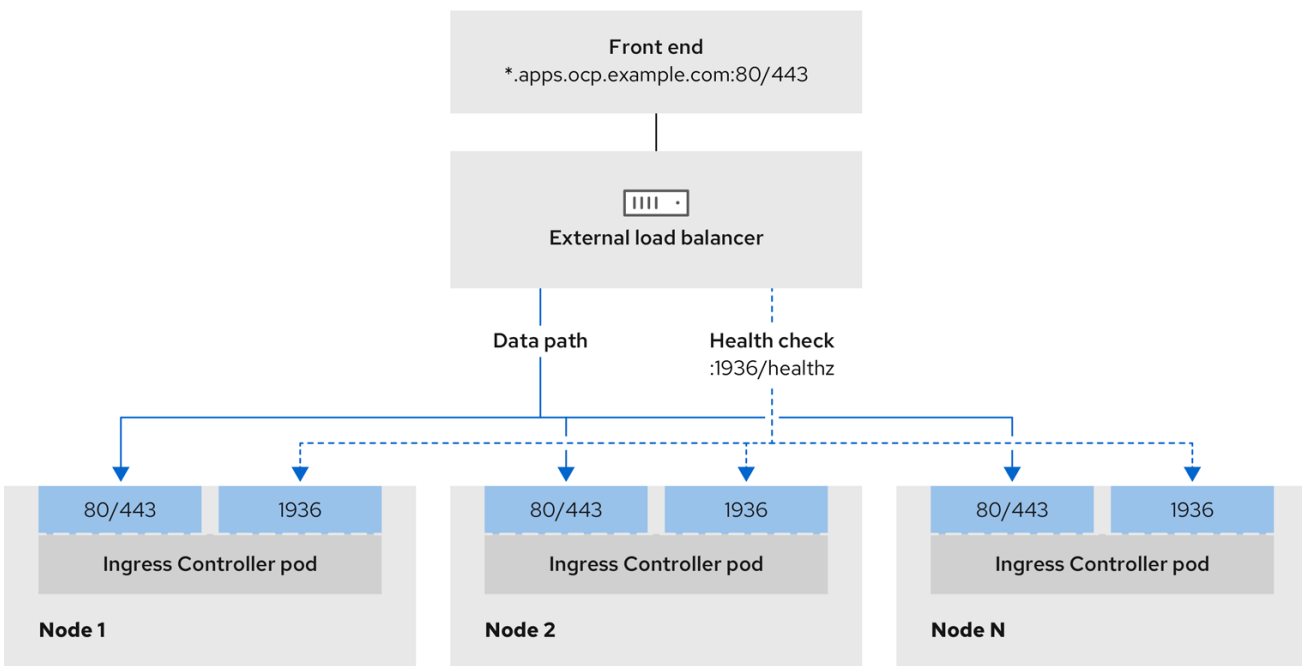 Front end
*.apps.ocp.example.com:80/443
External load balancer
Data path
Health check
:1936/healthz
80/443
1936
80/443
1936
80/443
1936
Ingress Controller pod
Ingress Controller pod
Ingress Controller pod
Node 1
Node 2
Node N